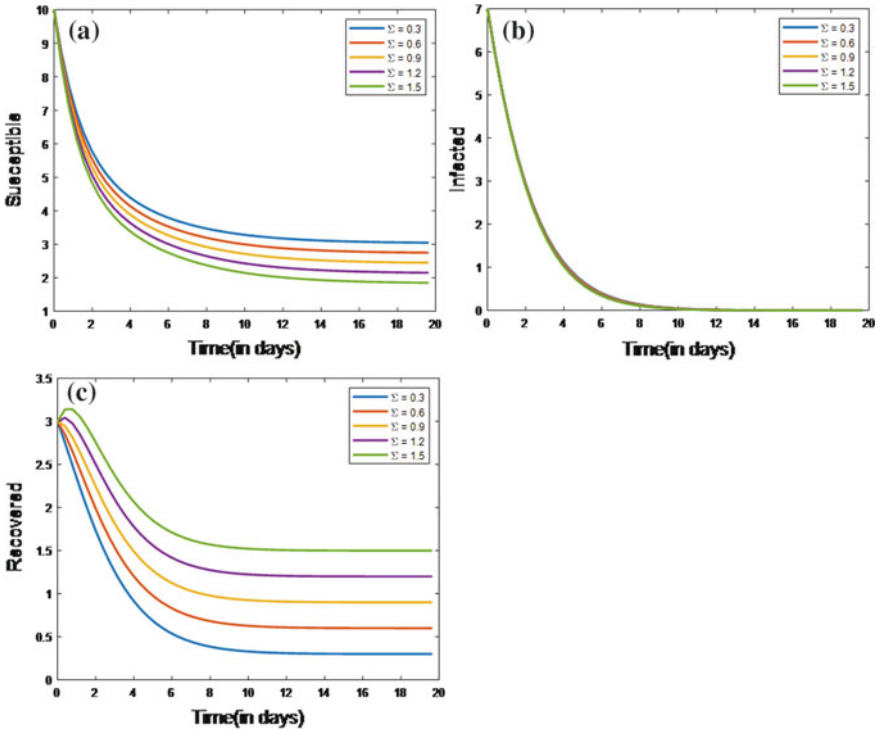 (a)
Σ = 0.3
Σ = 0.6
Σ = 0.9
Σ = 1.2
Σ = 1.5
10
9
8
7
6
5
4
3
2
1
Susceptible
0 2 4 6 8 10 12 14 16 18 20
Time(in days)
(b)
Σ = 0.3
Σ = 0.6
Σ = 0.9
Σ = 1.2
Σ = 1.5
7
6
5
4
3
2
1
0
Infected
0 2 4 6 8 10 12 14 16 18 20
Time(in days)
(c)
Σ = 0.3
Σ = 0.6
Σ = 0.9
Σ = 1.2
Σ = 1.5
3.5
3
2.5
2
1.5
1
0.5
0
Recovered
0 2 4 6 8 10 12 14 16 18 20
Time(in days)